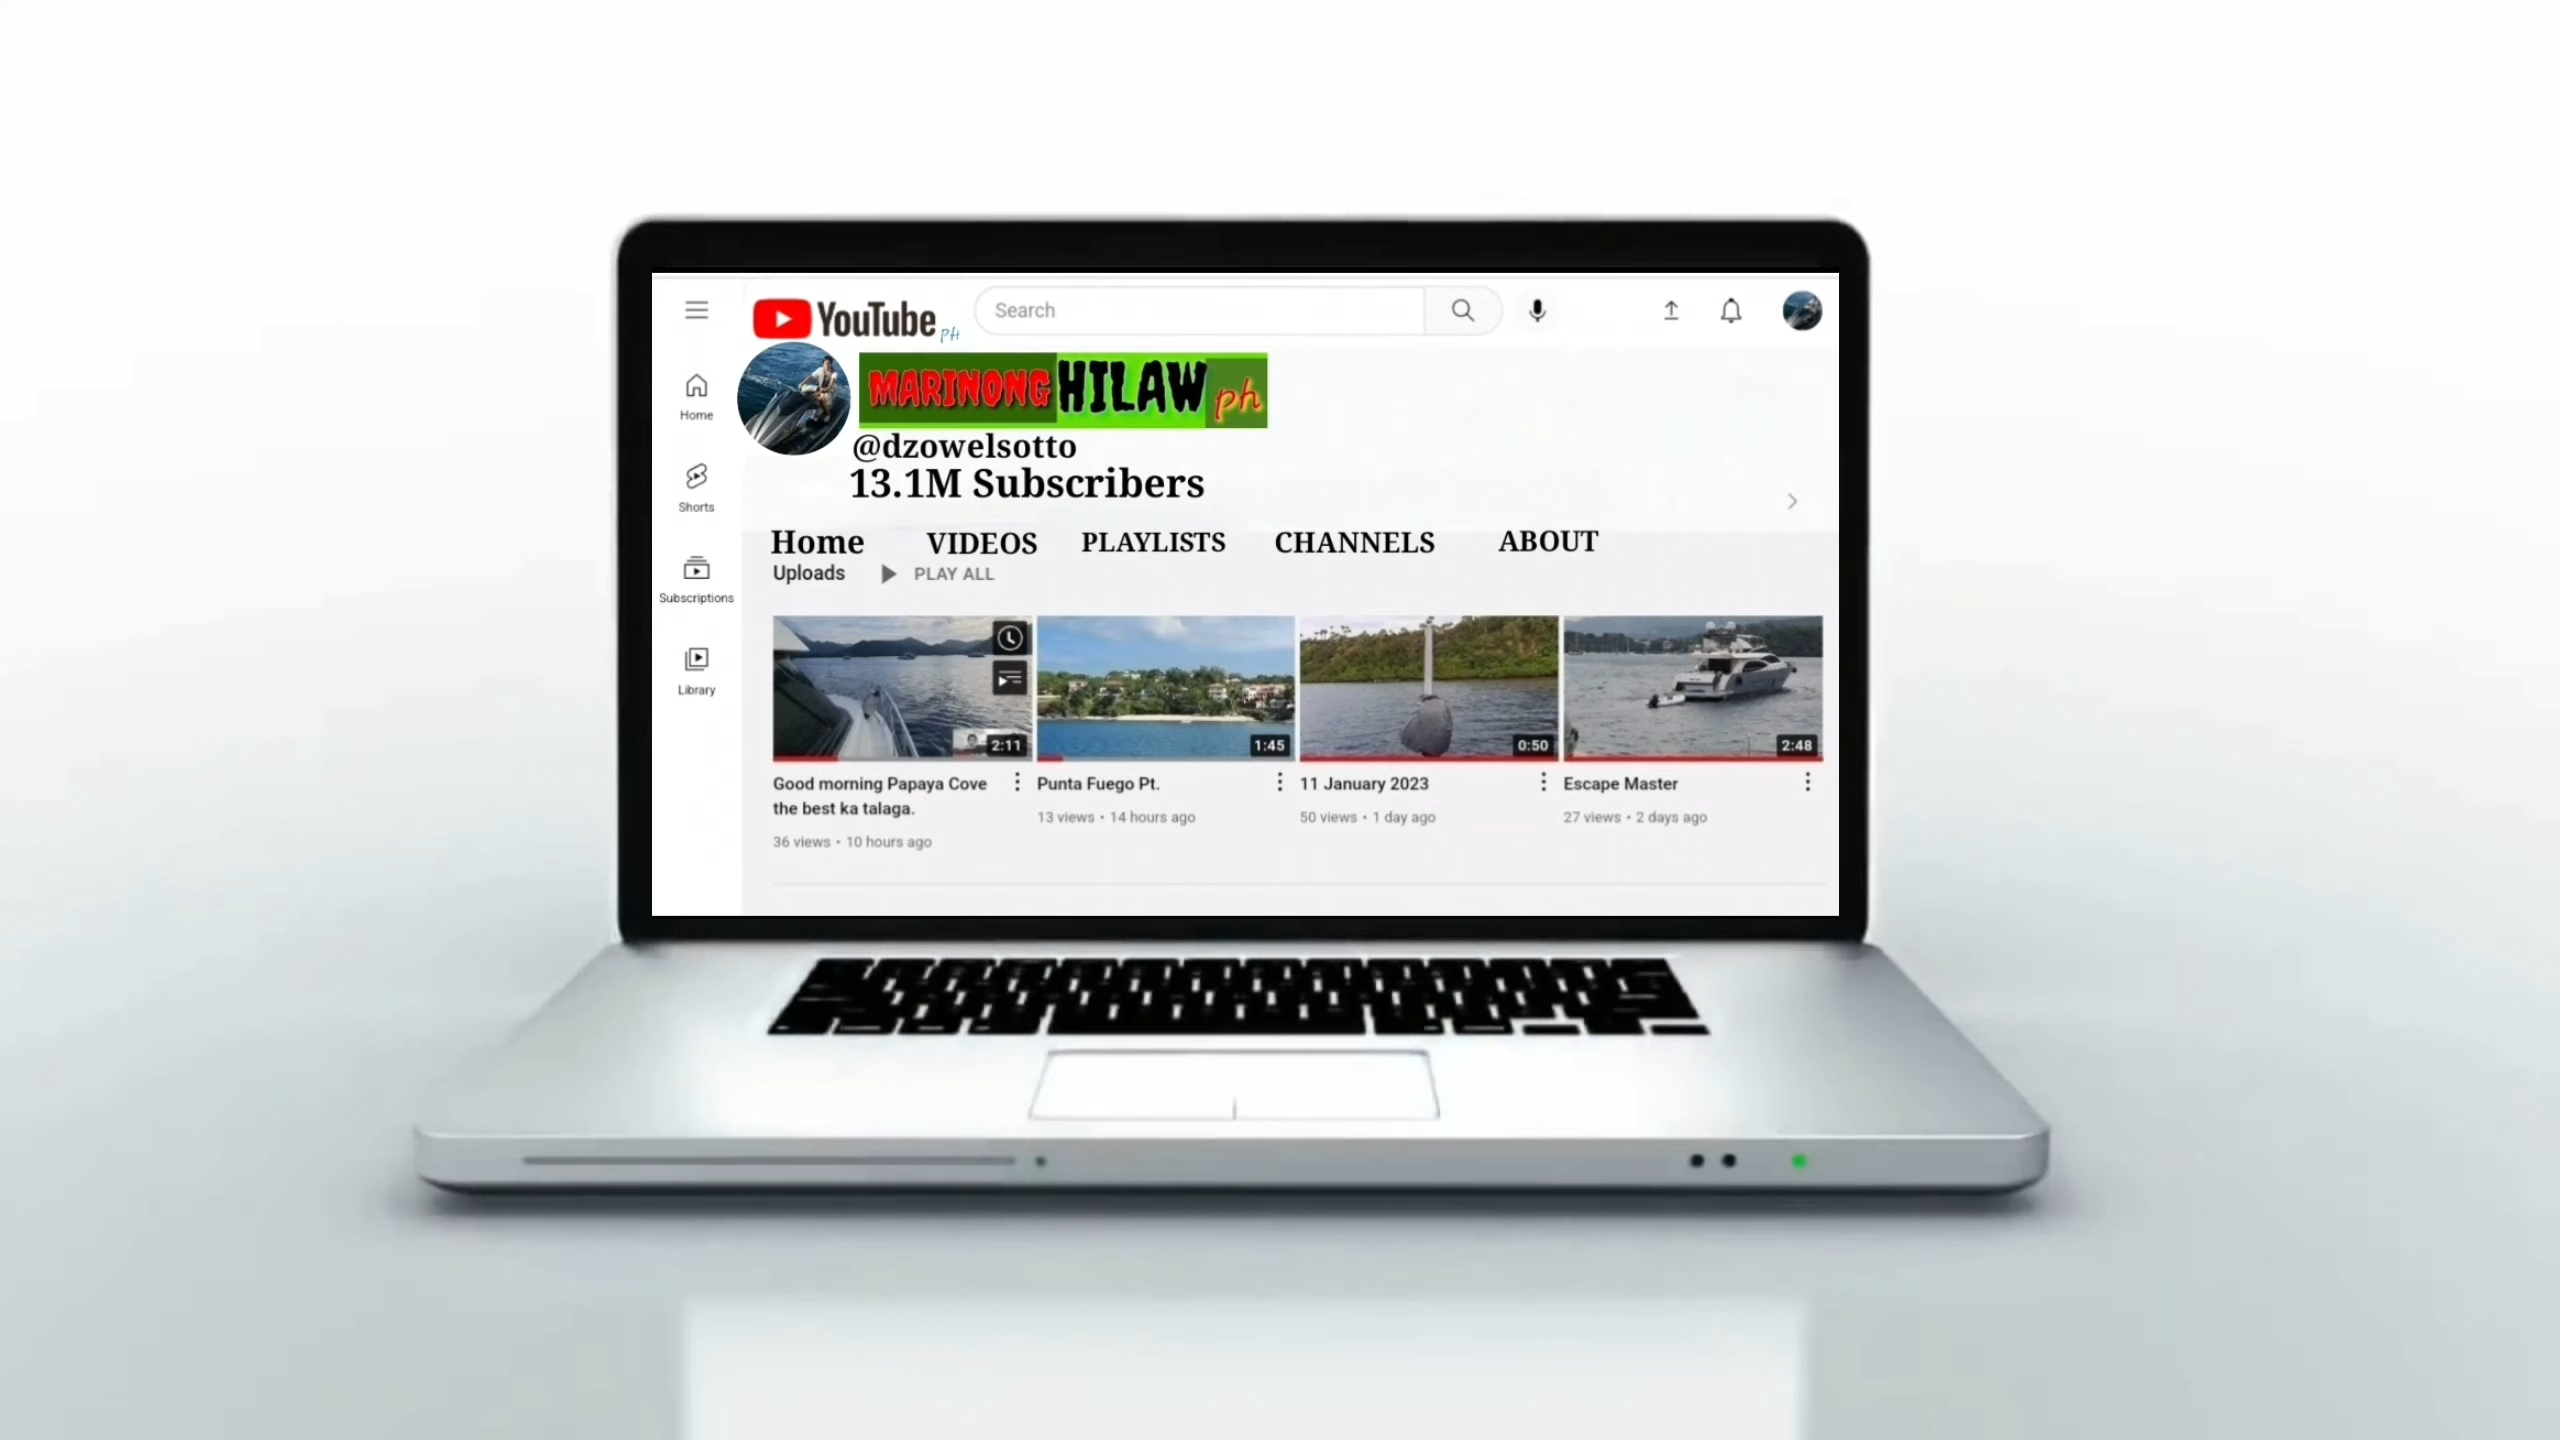 YouTube PH
Search
MARINONG HILAW ph
@dzowelsotto
13.1M Subscribers
Home
Shorts
Subscriptions
Library
Home VIDEOS PLAYLISTS CHANNELS ABOUT
Uploads PLAY ALL
2:11
1:45
0:50
2:48
Good morning Papaya Cove
the best ka talaga.
36 views • 10 hours ago
Punta Fuego Pt.
13 views • 14 hours ago
11 January 2023
50 views • 1 day ago
Escape Master
27 views • 2 days ago